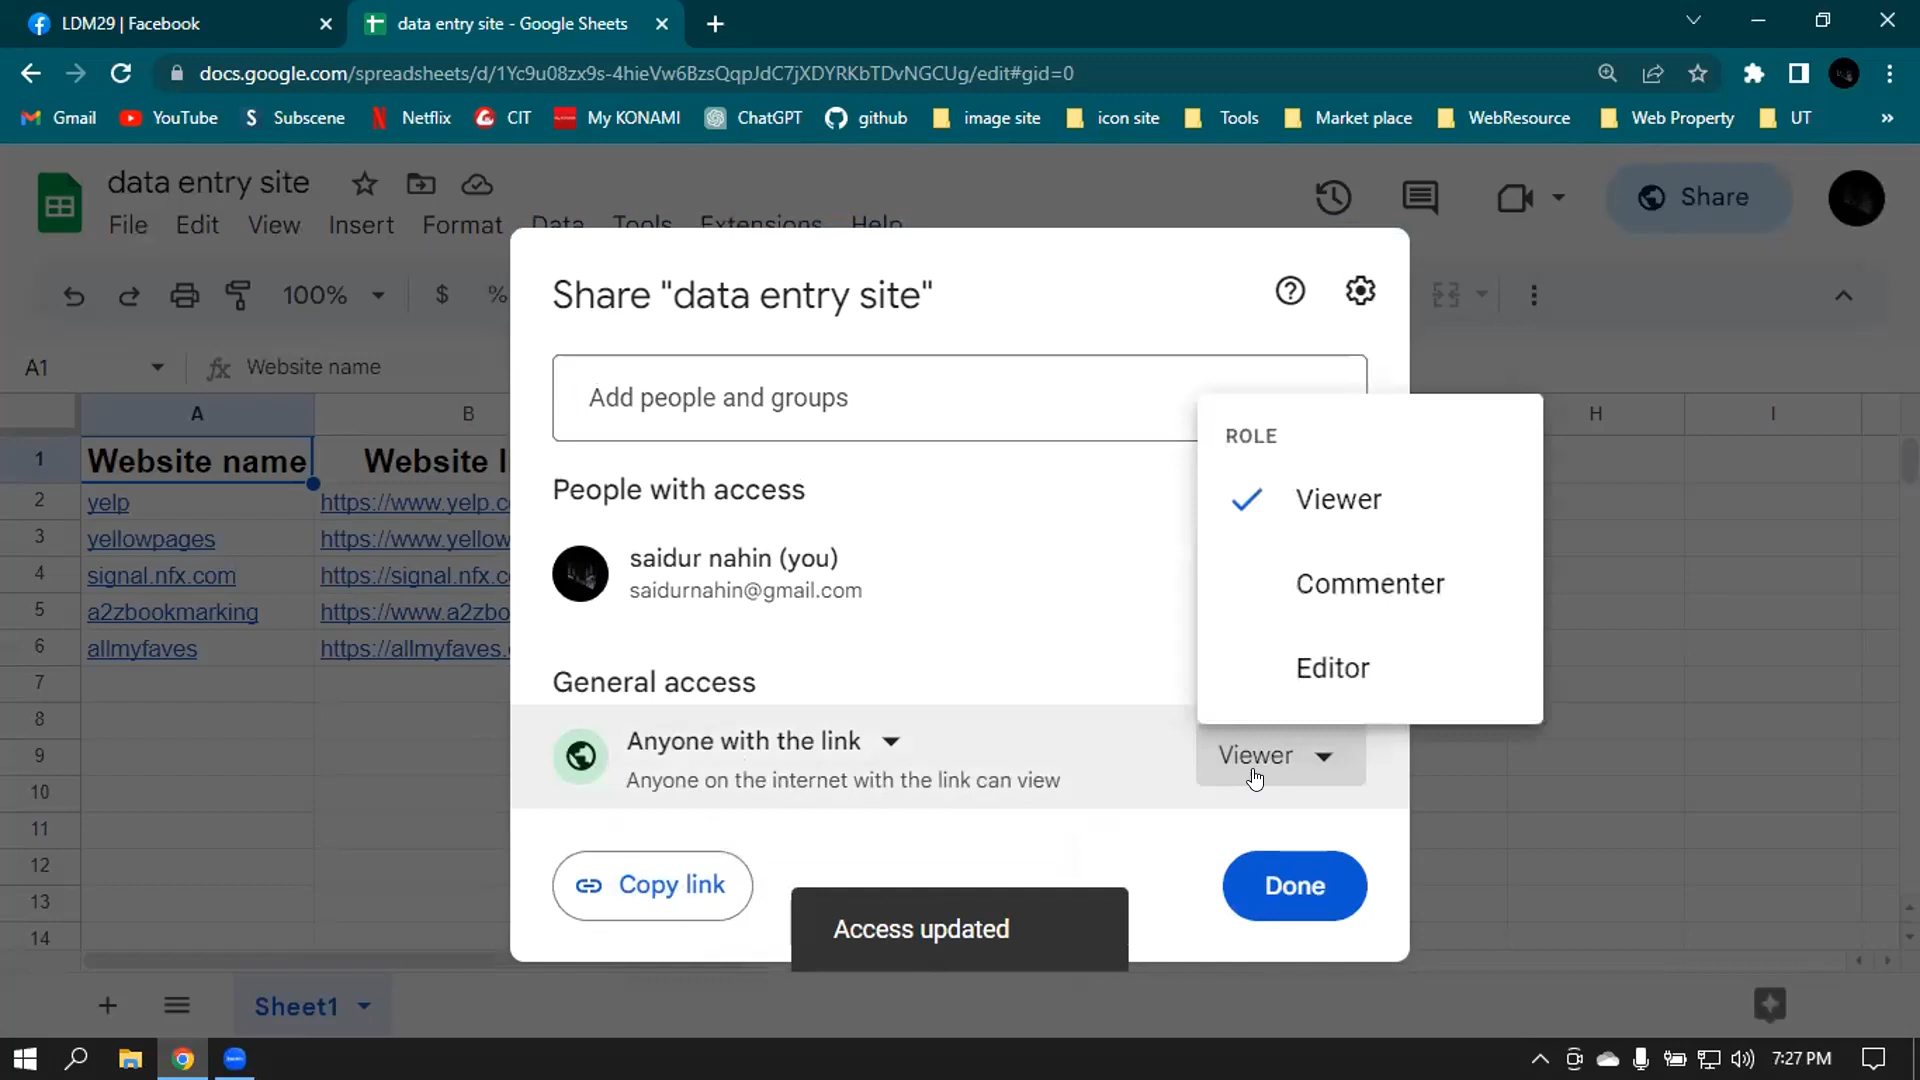 LDM29 | Facebook
data entry site - Google Sheets
docs.google.com/spreadsheets/d/1Yc9u08zx9s-4hieVw6BzsQqpJdC7jXDYRKbTDvNGCUg/edit#gid=0
Gmail YouTube Subscene Netflix CIT My KONAMI ChatGPT github image site icon site Tools Market place WebResource Web Property UT »
data entry site
Share
File Edit View Insert Format Data Tools Extensions Help
100% $ %
Share "data entry site"
A1 fx Website name
Add people and groups
A B H I
ROLE
1 Website name Website l
People with access
Viewer
2 yelp https://www.yelp.c
3 yellowpages https://www.yellow
saidur nahin (you)
4 signal.nfx.com https://signal.nfx.c
saidurnahin@gmail.com
Commenter
5 a2zbookmarking https://www.a2zbo
6 allmyfaves https://allmyfaves.
Editor
7
General access
8
9
Anyone with the link
Viewer
Anyone on the internet with the link can view
10
11
12
Copy link
Done
13
Access updated
14
Sheet1
7:27 PM